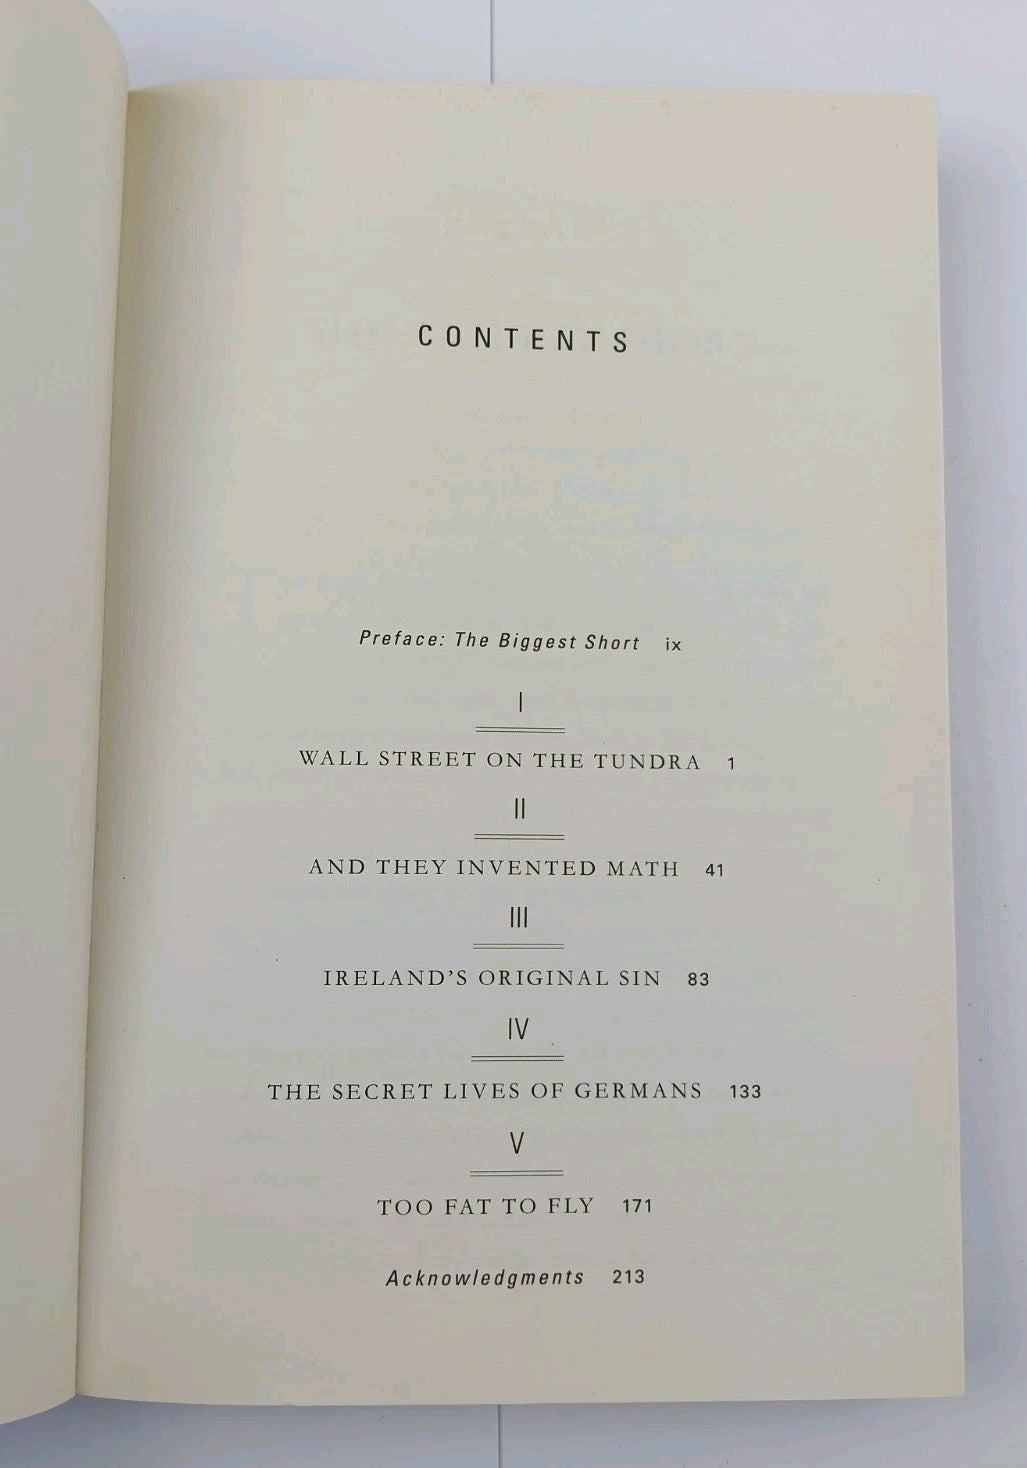 CONTENTS
Preface: The Biggest Short ix
I
WALL STREET ON THE TUNDRA 1
II
AND THEY INVENTED MATH 41
III
IRELAND'S ORIGINAL SIN 83
IV
THE SECRET LIVES OF GERMANS 133
V
TOO FAT TO FLY 171
Acknowledgments 213